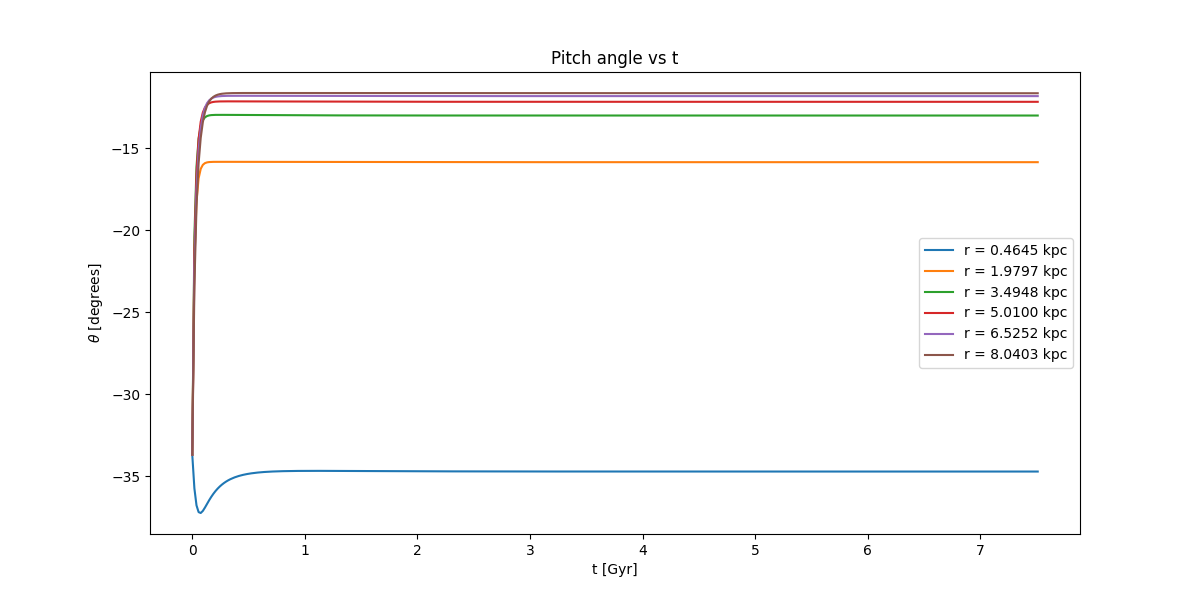 Pitch angle vs t
θ [degrees]
−15
−20
−25
−30
−35
r = 0.4645 kpc
r = 1.9797 kpc
r = 3.4948 kpc
r = 5.0100 kpc
r = 6.5252 kpc
r = 8.0403 kpc
0 1 2 3 4 5 6 7
t [Gyr]